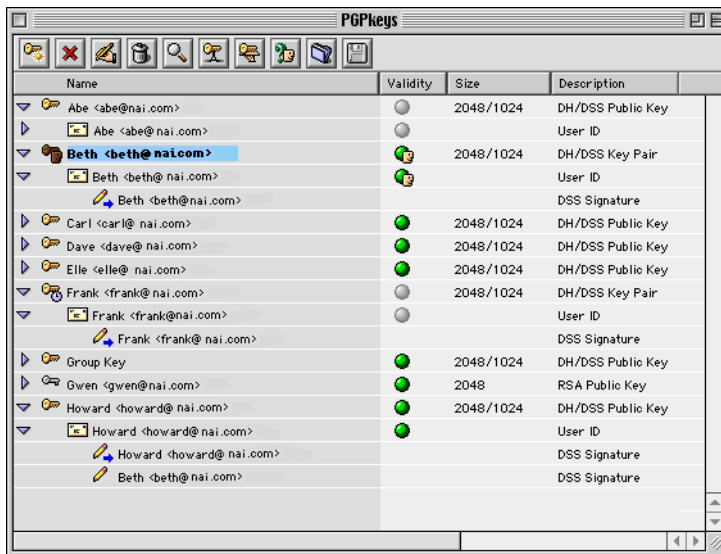 PGPkeys
Name Validity Size Description
Abe <abe@nai.com> 2048/1024 DH/DSS Public Key
Abe <abe@nai.com> User ID
Beth <beth@nai.com> 2048/1024 DH/DSS Key Pair
Beth <beth@nai.com> User ID
Beth <beth@nai.com> DSS Signature
Carl <carl@nai.com> 2048/1024 DH/DSS Public Key
Dave <dave@nai.com> 2048/1024 DH/DSS Public Key
Elle <elle@nai.com> 2048/1024 DH/DSS Public Key
Frank <frank@nai.com> 2048/1024 DH/DSS Key Pair
Frank <frank@nai.com> User ID
Frank <frank@nai.com> DSS Signature
Group Key 2048/1024 DH/DSS Public Key
Gwen <gwen@nai.com> 2048 RSA Public Key
Howard <howard@nai.com> 2048/1024 DH/DSS Public Key
Howard <howard@nai.com> User ID
Howard <howard@nai.com> DSS Signature
Beth <beth@nai.com> DSS Signature